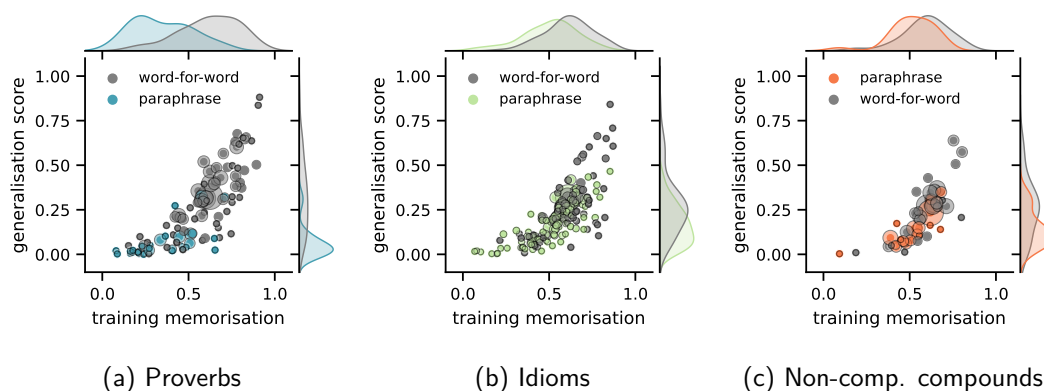 word-for-word
paraphrase
generalisation score
1.00
0.75
0.50
0.25
0.00
0.0 0.5 1.0
training memorisation
(a) Proverbs
word-for-word
paraphrase
generalisation score
1.00
0.75
0.50
0.25
0.00
0.0 0.5 1.0
training memorisation
(b) Idioms
paraphrase
word-for-word
generalisation score
1.00
0.75
0.50
0.25
0.00
0.0 0.5 1.0
training memorisation
(c) Non-comp. compounds